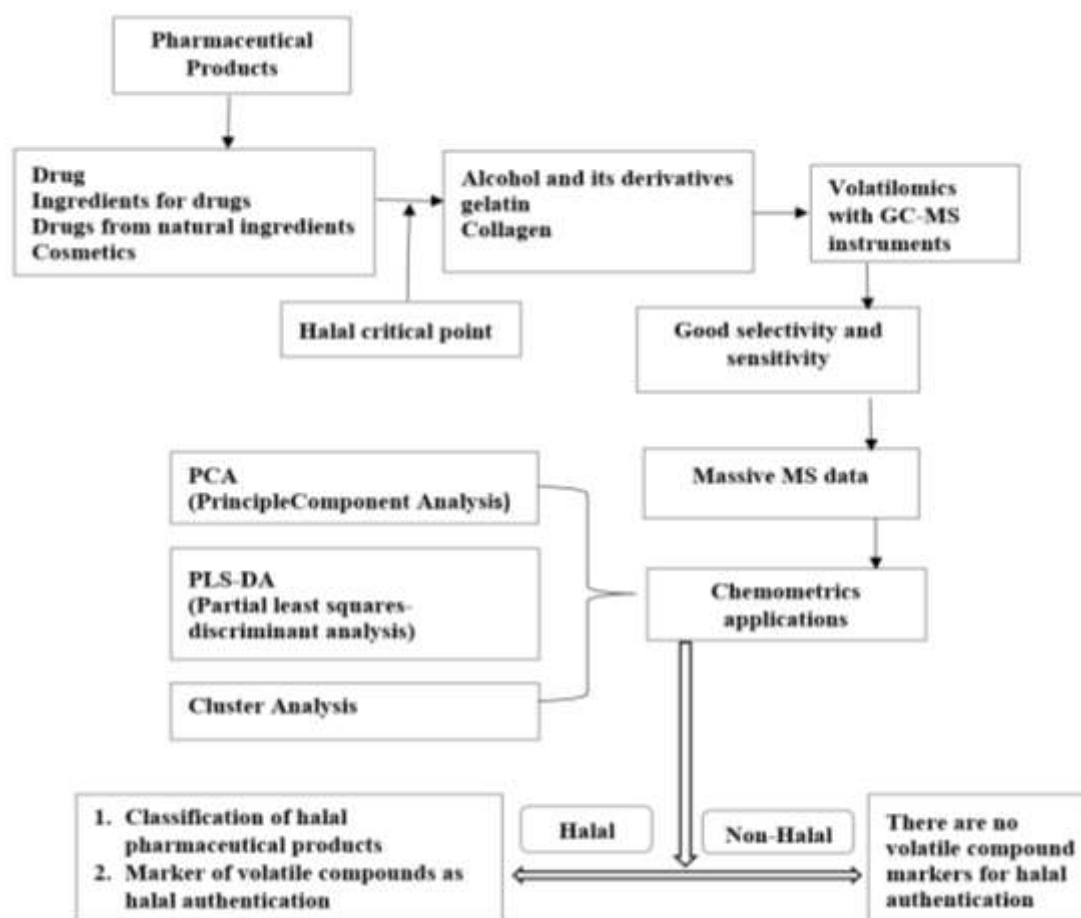 Pharmaceutical
Products
Drug
Ingredients for drugs
Drugs from natural ingredients
Cosmetics
Alcohol and its derivatives
gelatin
Collagen
Volatilomics
with GC-MS
instruments
Halal critical point
Good selectivity and
sensitivity
Massive MS data
PCA
(PrincipleComponent Analysis)
PLS-DA
(Partial least squares-
discriminant analysis)
Cluster Analysis
Chemometrics
applications
1. Classification of halal
pharmaceutical products
2. Marker of volatile compounds as
halal authentication
Halal
Non-Halal
There are no
volatile compound
markers for halal
authentication